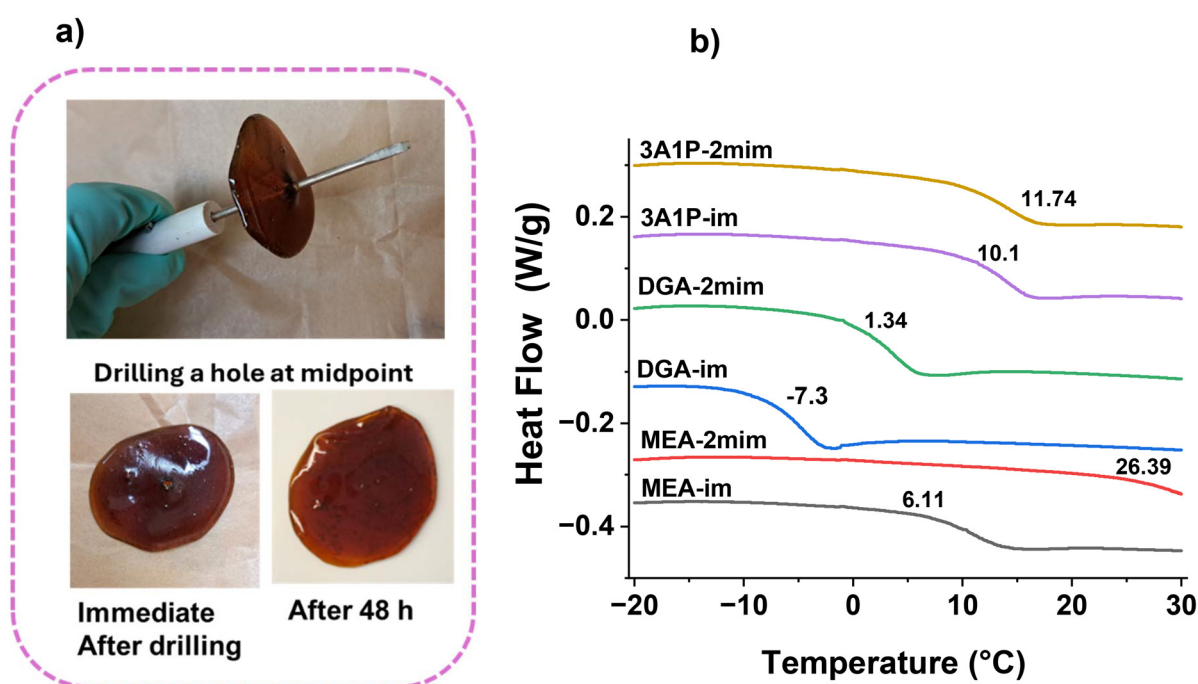 a)
Drilling a hole at midpoint
Immediate
After drilling
After 48 h
b)
Heat Flow (W/g)
0.2
0.0
−0.2
−0.4
3A1P-2mim
11.74
3A1P-im
10.1
DGA-2mim
1.34
DGA-im
-7.3
MEA-2mim
26.39
MEA-im
6.11
−20
−10
0
10
20
30
Temperature (°C)